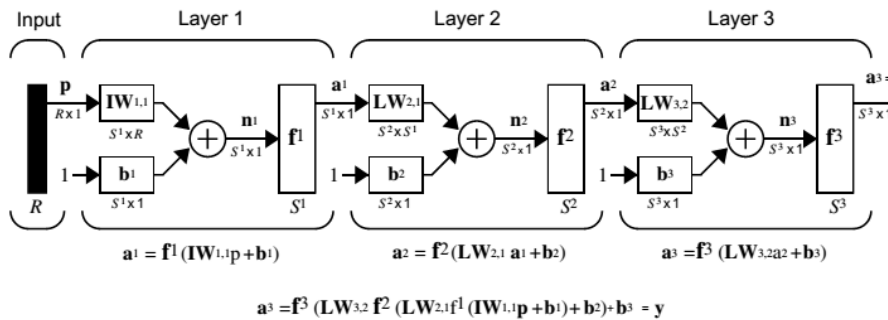 Input Layer 1 Layer 2 Layer 3
p a1 a2 a3 =
IW1,1 LW2,1 LW3,2
R x 1 n1 S1 x 1 n2 S2 x 1 n3 S3 x 1
S1 x R S2 x S1 S3 x S2
+ f1 + f2 + f3
S1 x 1 S2 x 1 S3 x 1
1 b1 1 b2 1 b3
S1 x 1 S2 x 1 S3 x 1
R S1 S2 S3
a1 = f1 (IW1,1p + b1) a2 = f2 (LW2,1 a1 + b2) a3 =f3 (LW3,2a2 + b3)
a3 =f3 (LW3,2 f2 (LW2,1f1 (IW1,1p + b1) + b2)+ b3 = y